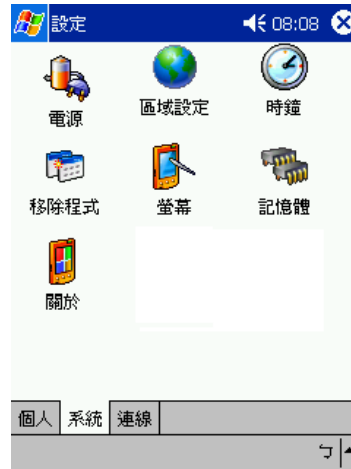 設定 08:08
電源 區域設定 時鐘
移除程式 螢幕 記憶體
關於
個人 系統 連線
ㄅ